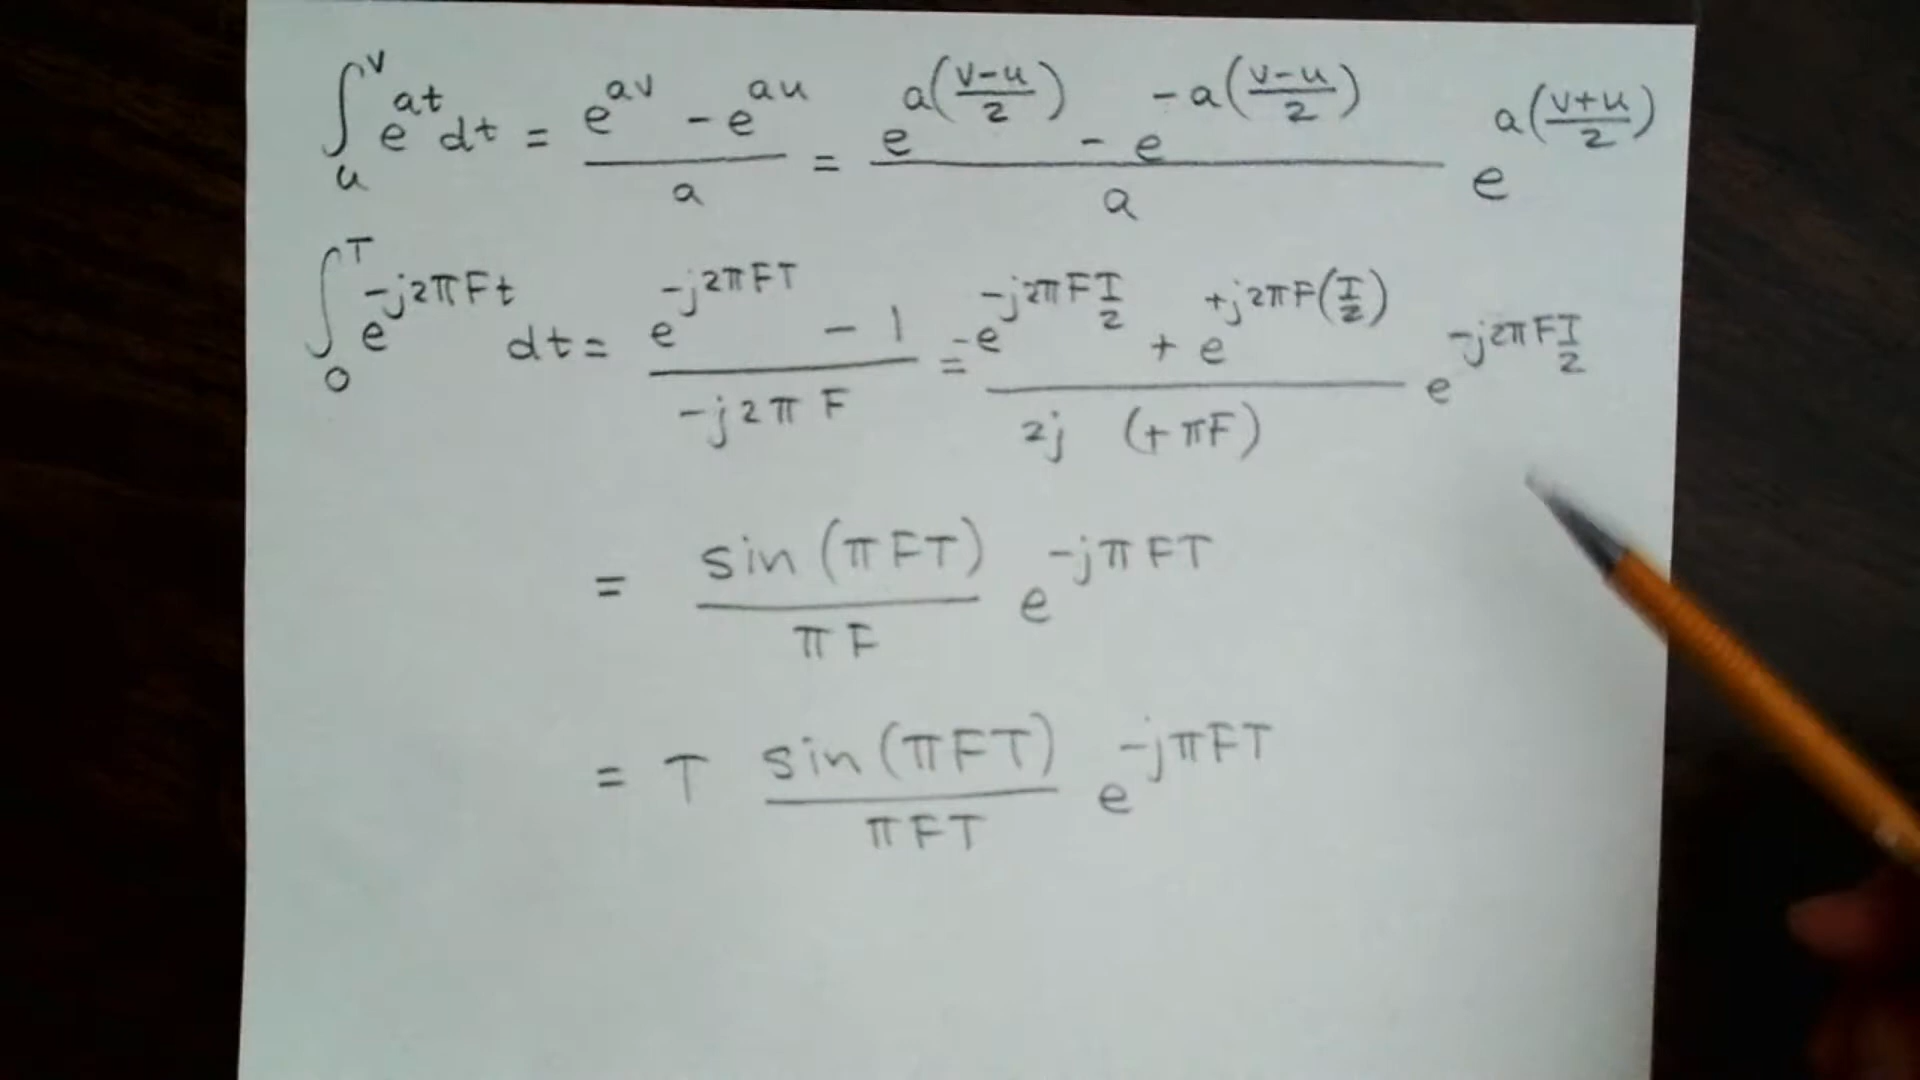 ∫_u^v e^{at} dt = (e^{av} - e^{au})/a = (e^{a((v-u)/2)} - e^{-a((v-u)/2)})/a e^{a((v+u)/2)}
∫_0^T e^{-j2πFt} dt = (e^{-j2πFT} - 1)/(-j2πF) = (-e^{-j2πF T/2} + e^{+j2πF(T/2)})/(2j (+πF)) e^{-j2πF T/2}
= sin(πFT)/(πF) e^{-jπFT}
= T sin(πFT)/(πFT) e^{-jπFT}